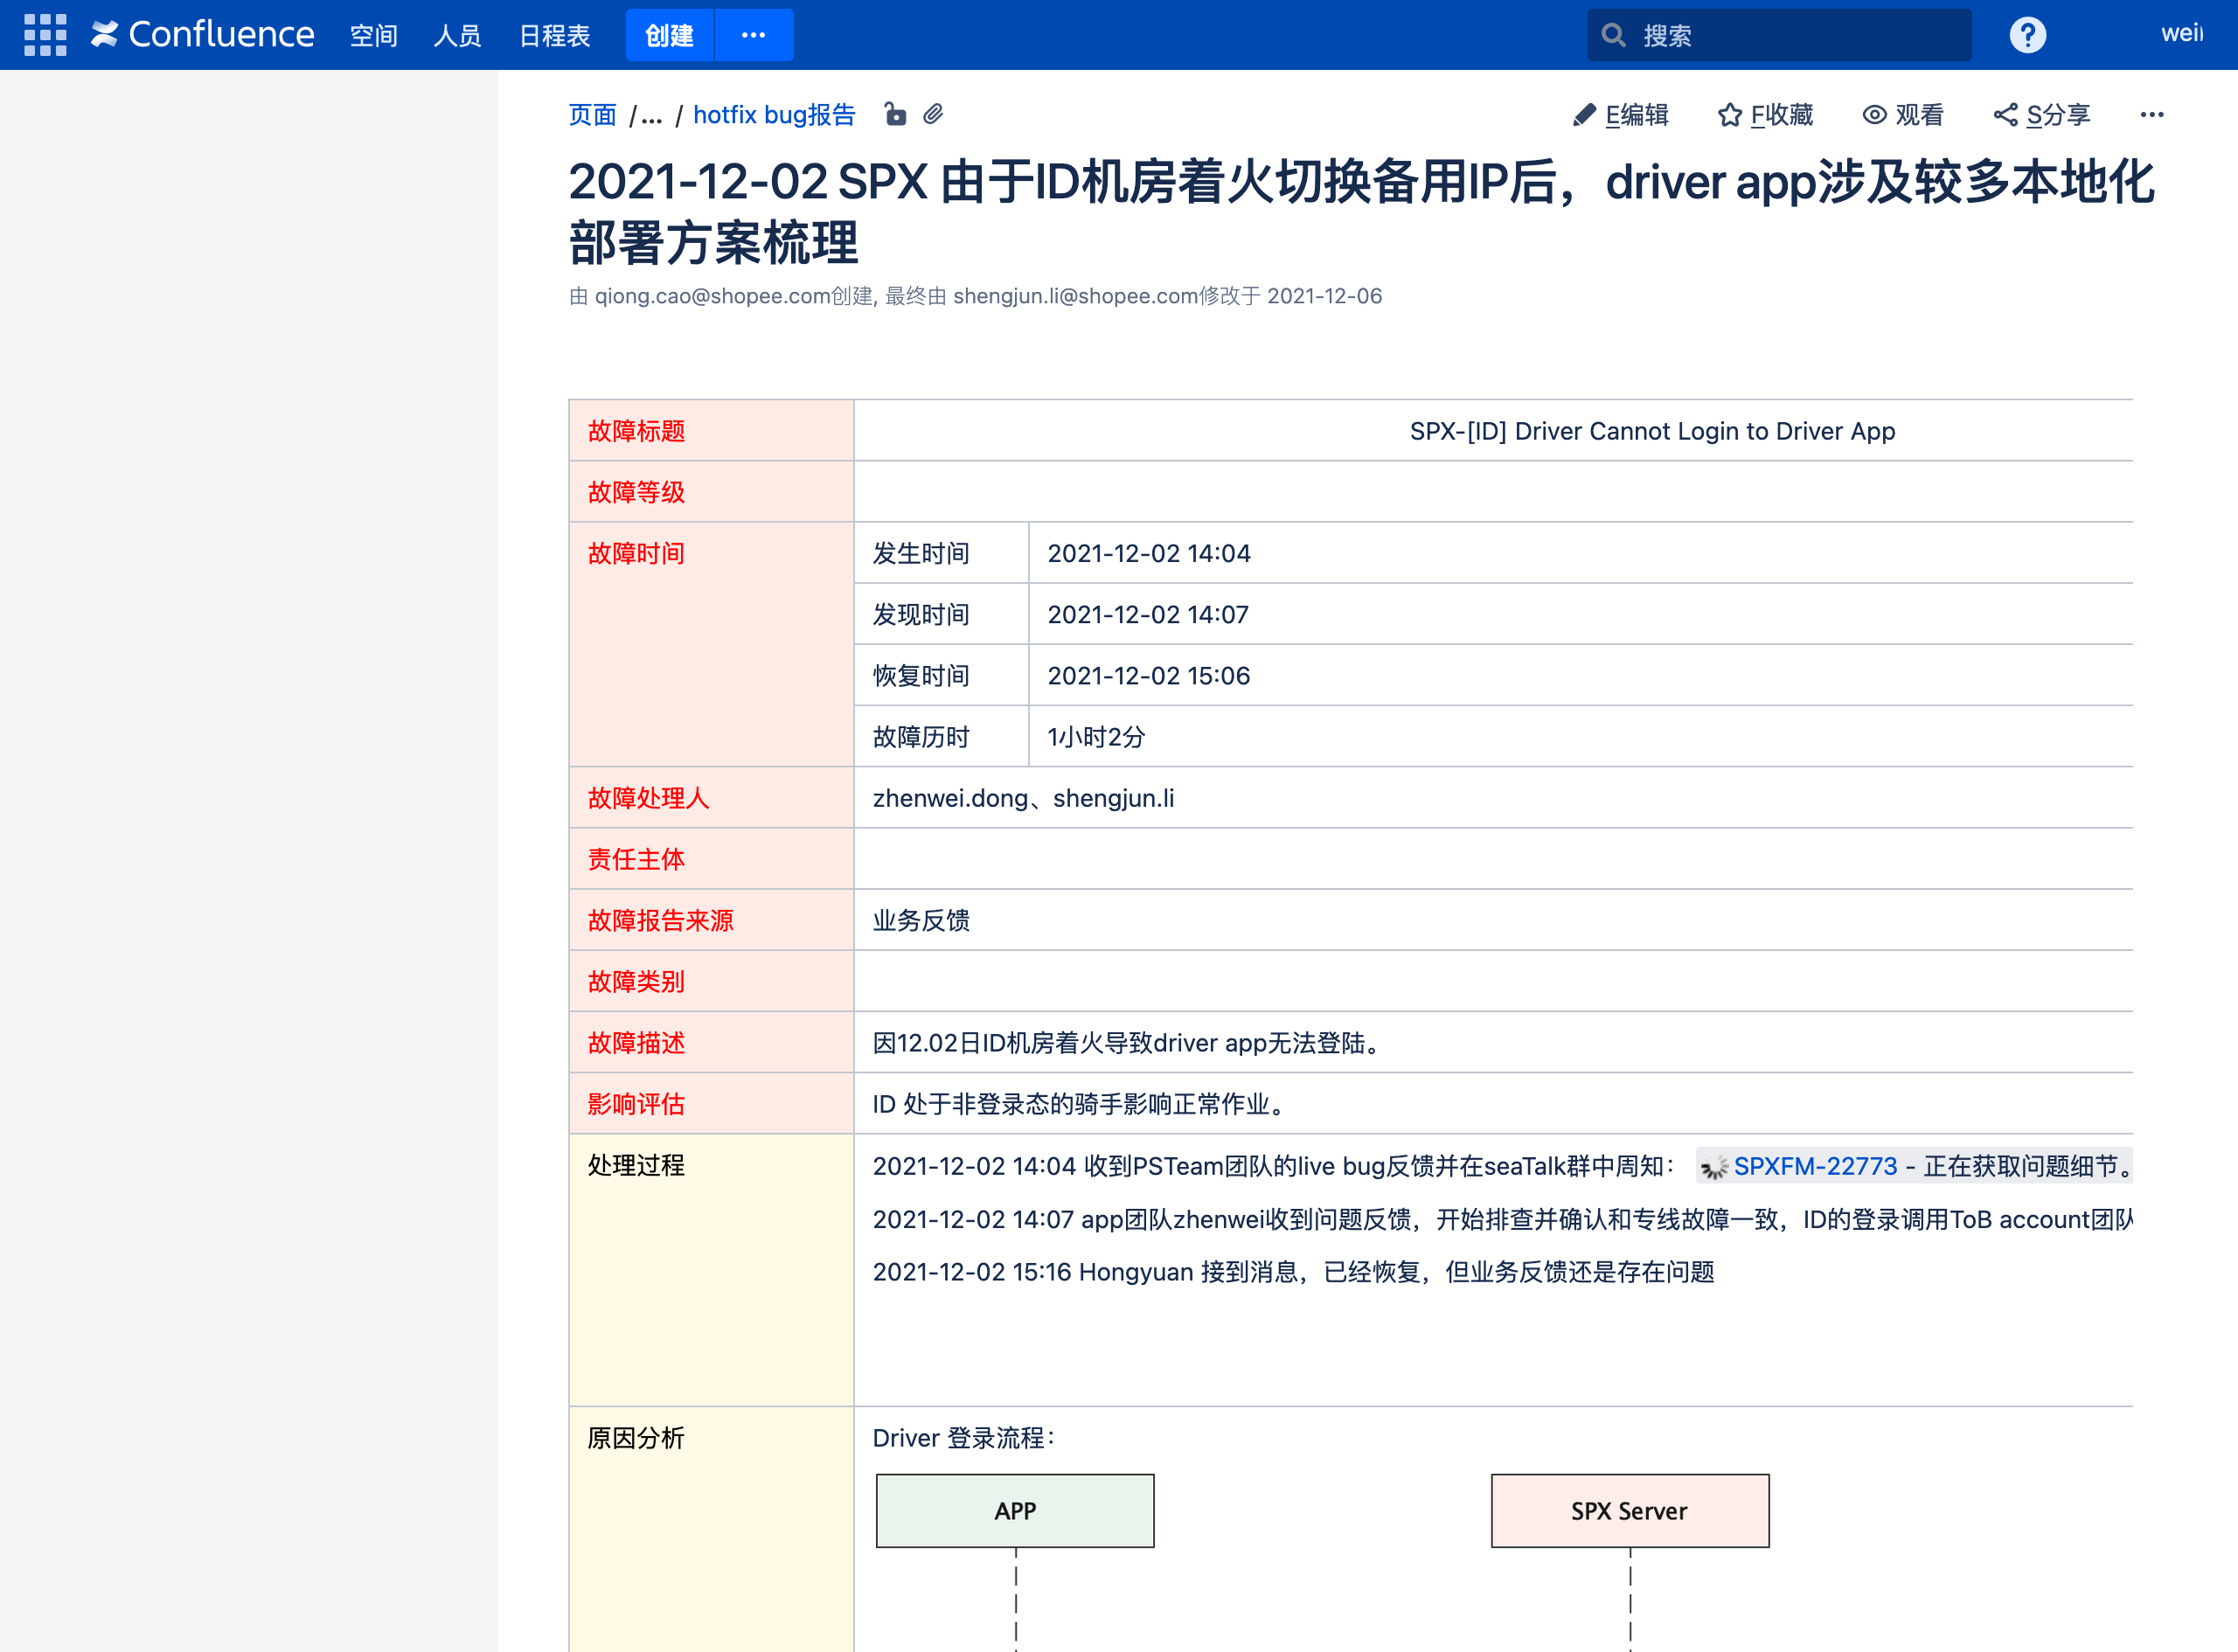 Confluence 空间 人员 日程表 创建 ··· 搜索 ? wei
页面 /... / hotfix bug报告 E编辑 F收藏 观看 S分享 ···
2021-12-02 SPX 由于ID机房着火切换备用IP后，driver app涉及较多本地化
部署方案梳理
由 qiong.cao@shopee.com创建, 最终由 shengjun.li@shopee.com修改于 2021-12-06
故障标题 SPX-[ID] Driver Cannot Login to Driver App
故障等级
故障时间 发生时间 2021-12-02 14:04
发现时间 2021-12-02 14:07
恢复时间 2021-12-02 15:06
故障历时 1小时2分
故障处理人 zhenwei.dong、shengjun.li
责任主体
故障报告来源 业务反馈
故障类别
故障描述 因12.02日ID机房着火导致driver app无法登陆。
影响评估 ID 处于非登录态的骑手影响正常作业。
处理过程 2021-12-02 14:04 收到PSTeam团队的live bug反馈并在seaTalk群中周知： SPXFM-22773 - 正在获取问题细节。
2021-12-02 14:07 app团队zhenwei收到问题反馈，开始排查并确认和专线故障一致，ID的登录调用ToB account团队
2021-12-02 15:16 Hongyuan 接到消息，已经恢复，但业务反馈还是存在问题
原因分析 Driver 登录流程：
APP SPX Server